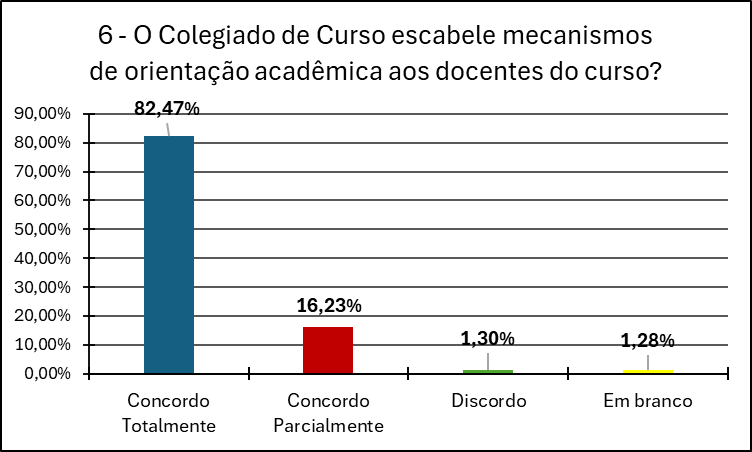 6 - O Colegiado de Curso escabele mecanismos
de orientação acadêmica aos docentes do curso?
90,00%
82,47%
80,00%
70,00%
60,00%
50,00%
40,00%
30,00%
16,23%
20,00%
1,30%
1,28%
10,00%
0,00%
Concordo
Totalmente
Concordo
Parcialmente
Discordo
Em branco